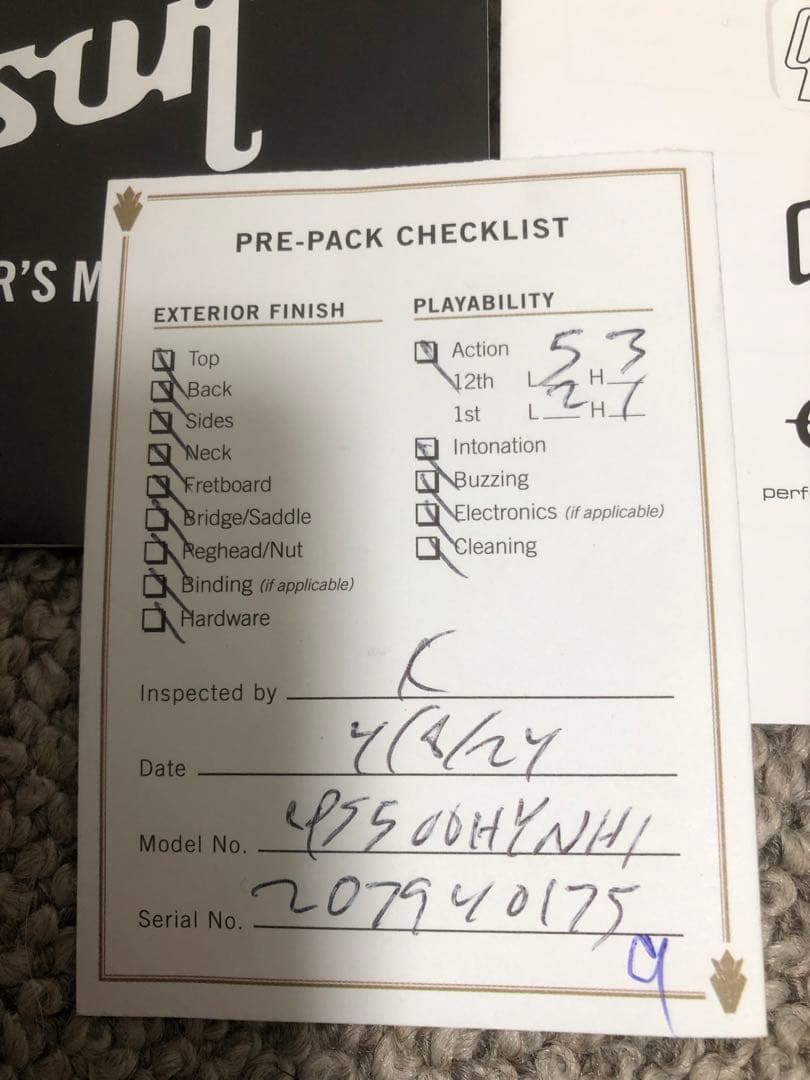 R'S M
PRE-PACK CHECKLIST
EXTERIOR FINISH
Top
Back
Sides
Neck
Fretboard
Bridge/Saddle
Peghead/Nut
Binding (if applicable)
Hardware
PLAYABILITY
Action 5 3
12th L H
1st L 2 H 1
Intonation
Buzzing
Electronics (if applicable)
Cleaning
Inspected by
Date
Model No.
Serial No. 207940175
perf